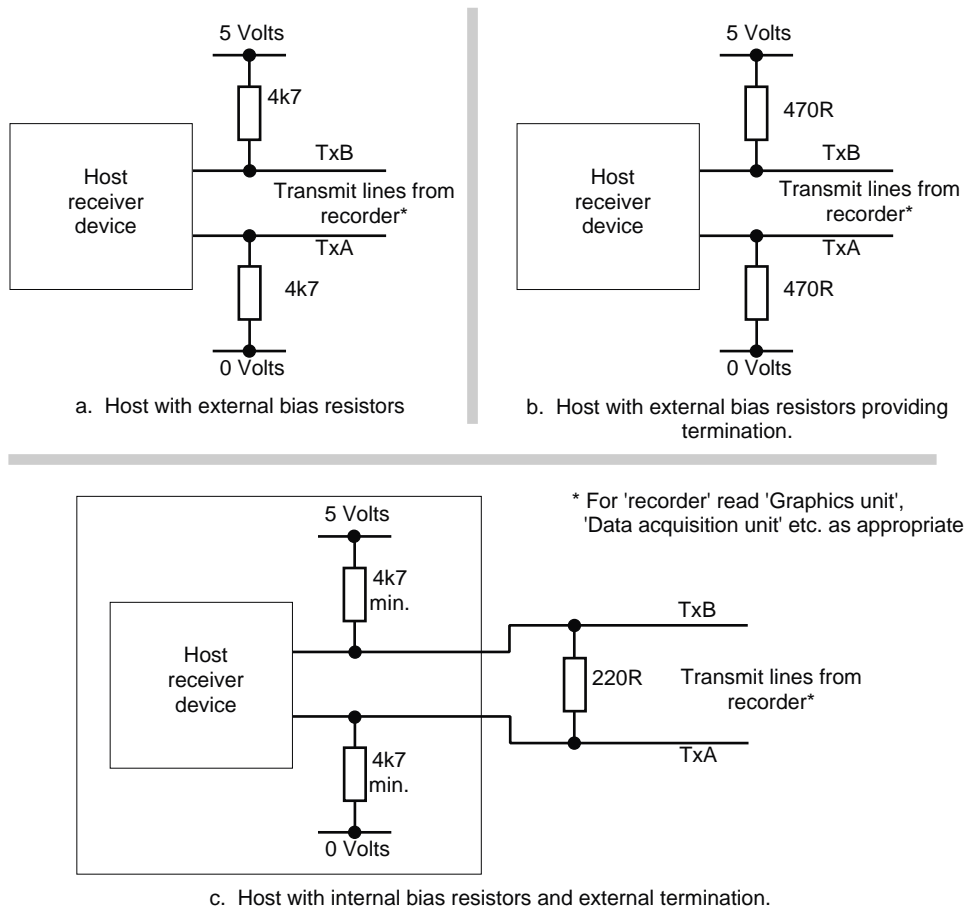 5 Volts
4k7
TxB
Host
receiver
device
Transmit lines from
recorder*
TxA
4k7
0 Volts
a. Host with external bias resistors
5 Volts
470R
TxB
Host
receiver
device
Transmit lines from
recorder*
TxA
470R
0 Volts
b. Host with external bias resistors providing
termination.
* For 'recorder' read 'Graphics unit',
'Data acquisition unit' etc. as appropriate
5 Volts
4k7
min.
TxB
Host
receiver
device
220R
Transmit lines from
recorder*
TxA
4k7
min.
0 Volts
c. Host with internal bias resistors and external termination.